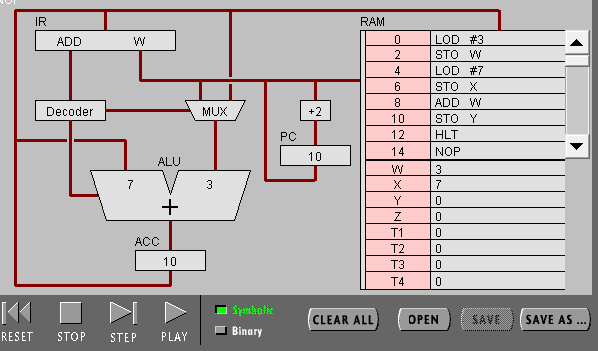 IR
RAM
ADD W
0 LOD #3
2 STO W
4 LOD #7
6 STO X
8 ADD W
10 STO Y
12 HLT
14 NOP
W 3
X 7
Y 0
Z 0
T1 0
T2 0
T3 0
T4 0
Decoder
MUX
+2
PC
10
ALU
7 3
+
ACC
10
RESET STOP STEP PLAY
Symbolic
Binary
CLEAR ALL OPEN SAVE SAVE AS ...